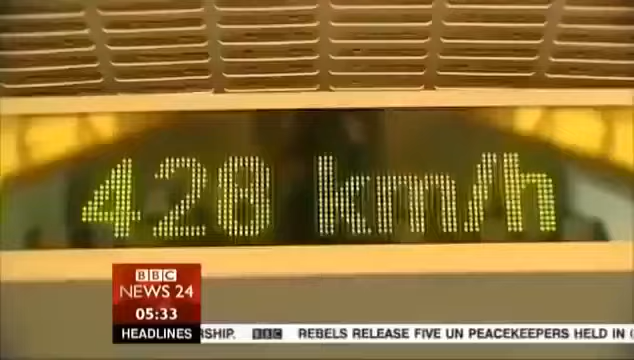 428 km/h
BBC
NEWS 24
05:33
HEADLINES
RSHIP. BBC REBELS RELEASE FIVE UN PEACEKEEPERS HELD IN